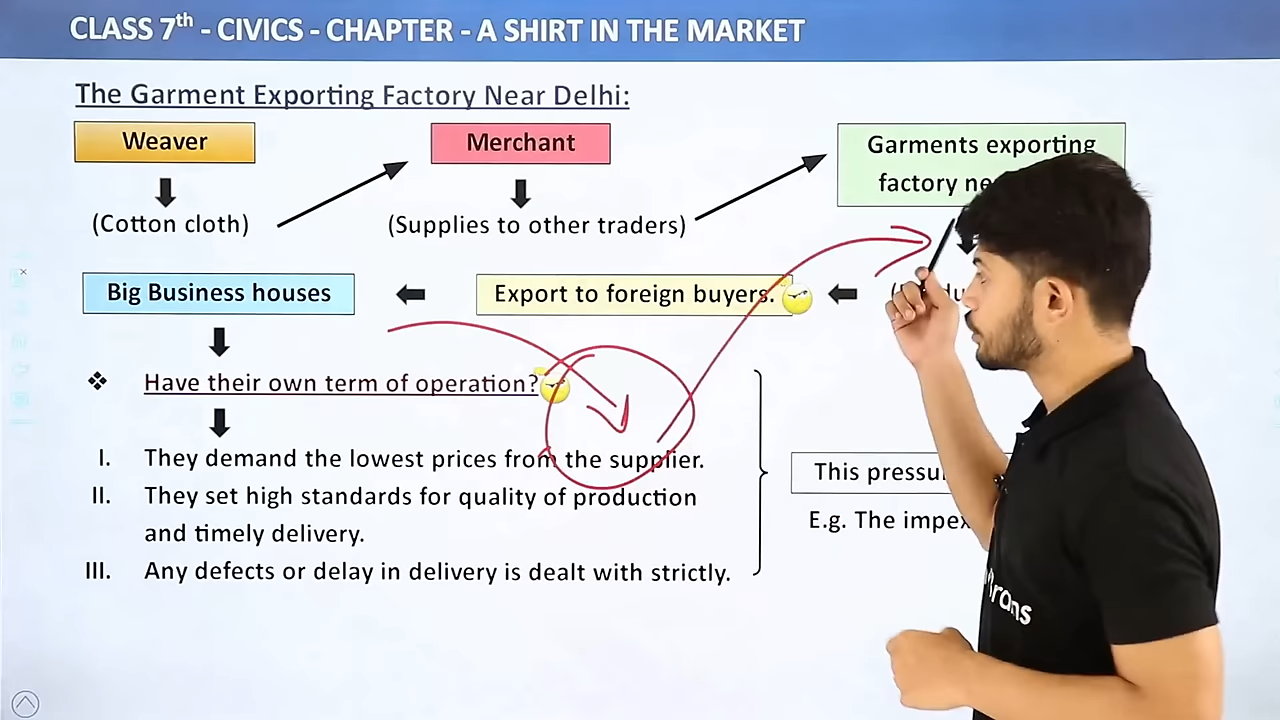 CLASS 7th - CIVICS - CHAPTER - A SHIRT IN THE MARKET
The Garment Exporting Factory Near Delhi:
Weaver
Merchant
Garments exporting
factory
(Cotton cloth)
(Supplies to other traders)
Big Business houses
Export to foreign buyers.
❖ Have their own term of operation?
I. They demand the lowest prices from the supplier.
II. They set high standards for quality of production
and timely delivery.
III. Any defects or delay in delivery is dealt with strictly.
This
E.g. The